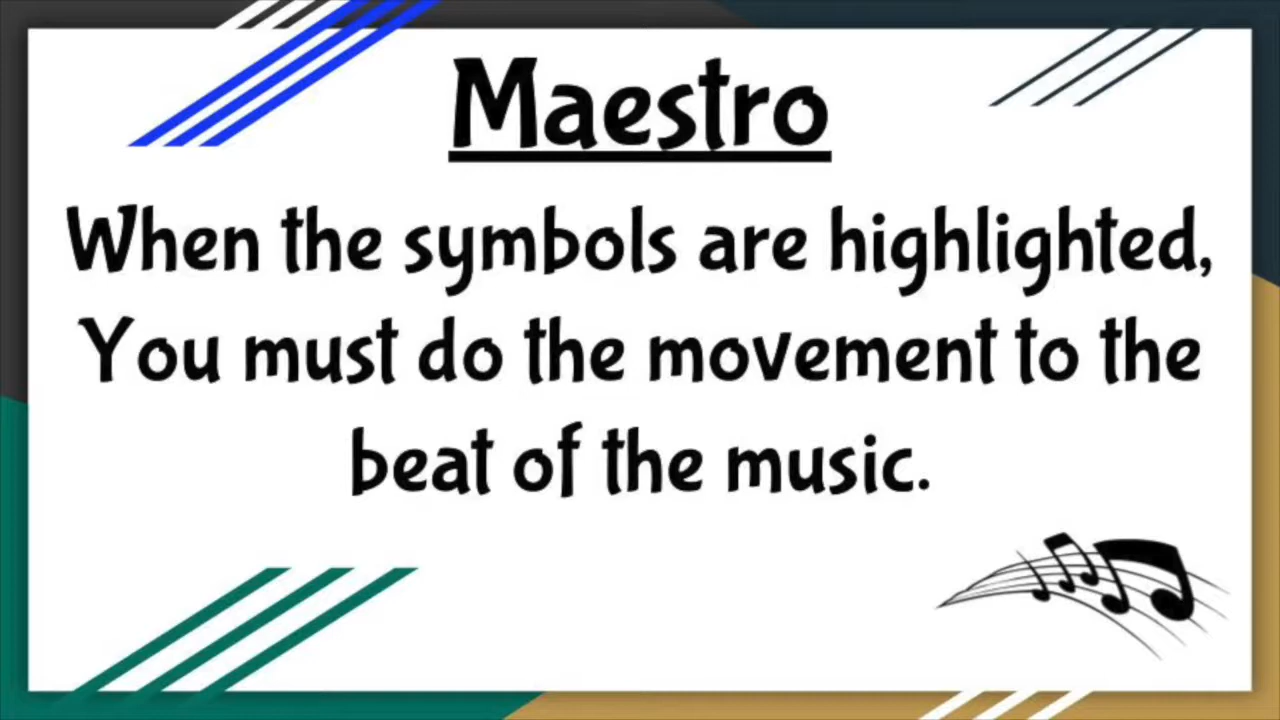 Maestro
When the symbols are highlighted,
You must do the movement to the
beat of the music.